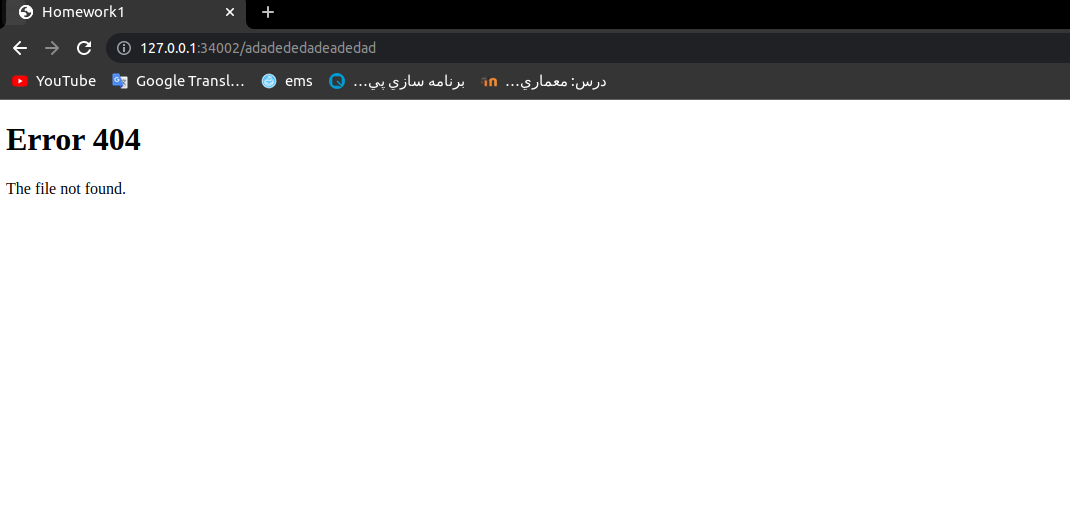 Homework1
127.0.0.1:34002/adadededadeadedad
YouTube Google Transl… ems برنامه سازي پي… درس: معماري…
Error 404
The file not found.